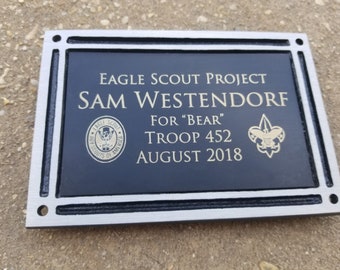 EAGLE SCOUT PROJECT
SAM WESTENDORF
FOR "BEAR"
TROOP 452
AUGUST 2018